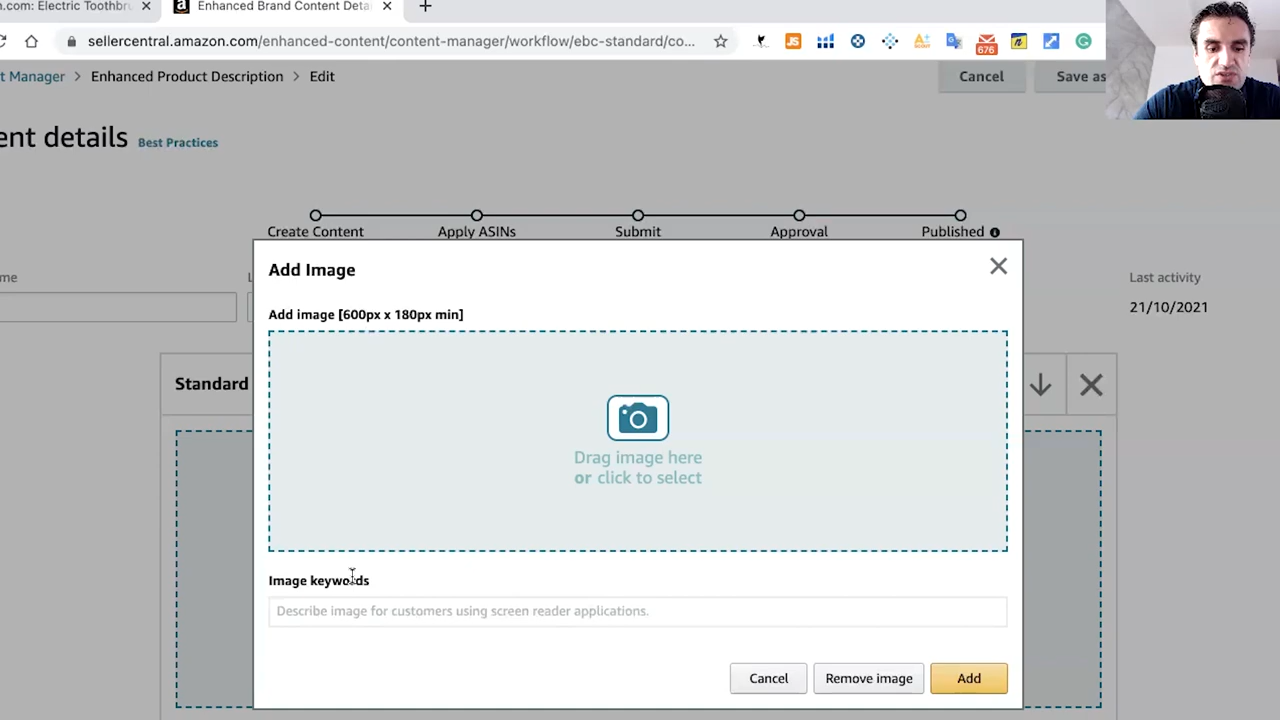 n.com: Electric Toothbru
Enhanced Brand Content Deta
sellercentral.amazon.com/enhanced-content/content-manager/workflow/ebc-standard/co...
JS
676
t Manager > Enhanced Product Description > Edit
Cancel
Save as
ent details
Best Practices
Create Content
Apply ASINs
Submit
Approval
Published
me
L
Last activity
21/10/2021
Add Image
Add image [600px x 180px min]
Standard
Drag image here
or click to select
Image keywords
Describe image for customers using screen reader applications.
Cancel
Remove image
Add